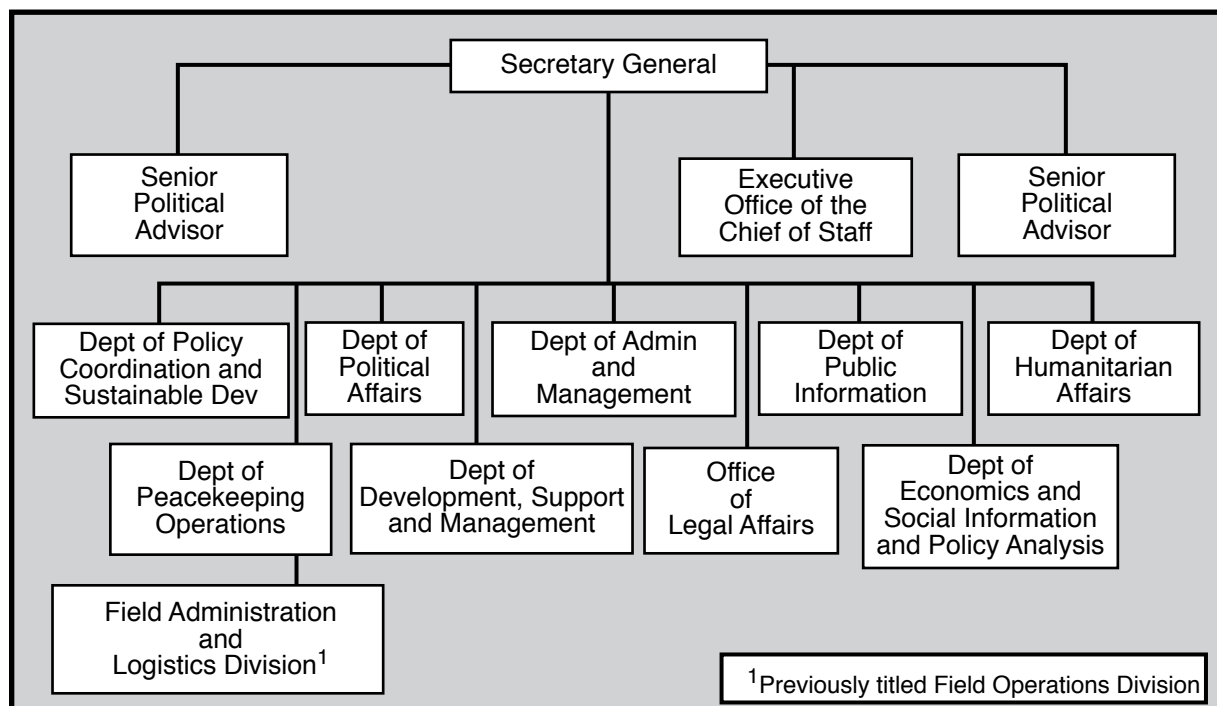 Secretary General
Senior
Political
Advisor
Executive
Office of the
Chief of Staff
Senior
Political
Advisor
Dept of Policy
Coordination and
Sustainable Dev
Dept of
Political
Affairs
Dept of Admin
and
Management
Dept of
Public
Information
Dept of
Humanitarian
Affairs
Dept of
Peacekeeping
Operations
Dept of
Development, Support
and Management
Office
of
Legal Affairs
Dept of
Economics and
Social Information
and Policy Analysis
Field Administration
and
Logistics Division¹
¹Previously titled Field Operations Division